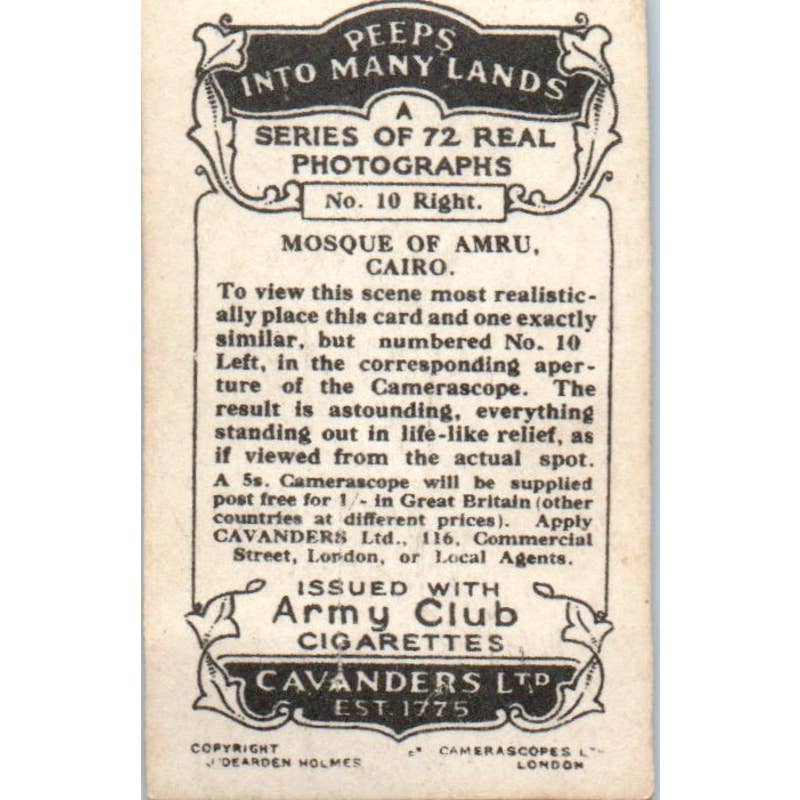 PEEPS
INTO MANY LANDS
A
SERIES OF 72 REAL
PHOTOGRAPHS
No. 10 Right.
MOSQUE OF AMRU,
CAIRO.
To view this scene most realistic-
ally place this card and one exactly
similar, but numbered No. 10
Left, in the corresponding aper-
ture of the Camerascope. The
result is astounding, everything
standing out in life-like relief, as
if viewed from the actual spot.
A 5s. Camerascope will be supplied
post free for 1/- in Great Britain (other
countries at different prices). Apply
CAVANDERS Ltd., 116, Commercial
Street, London, or Local Agents.
ISSUED WITH
Army Club
CIGARETTES
CAVANDERS LTD
EST. 1775
COPYRIGHT CAMERASCOPES
J DEARDEN HOLMES LONDON